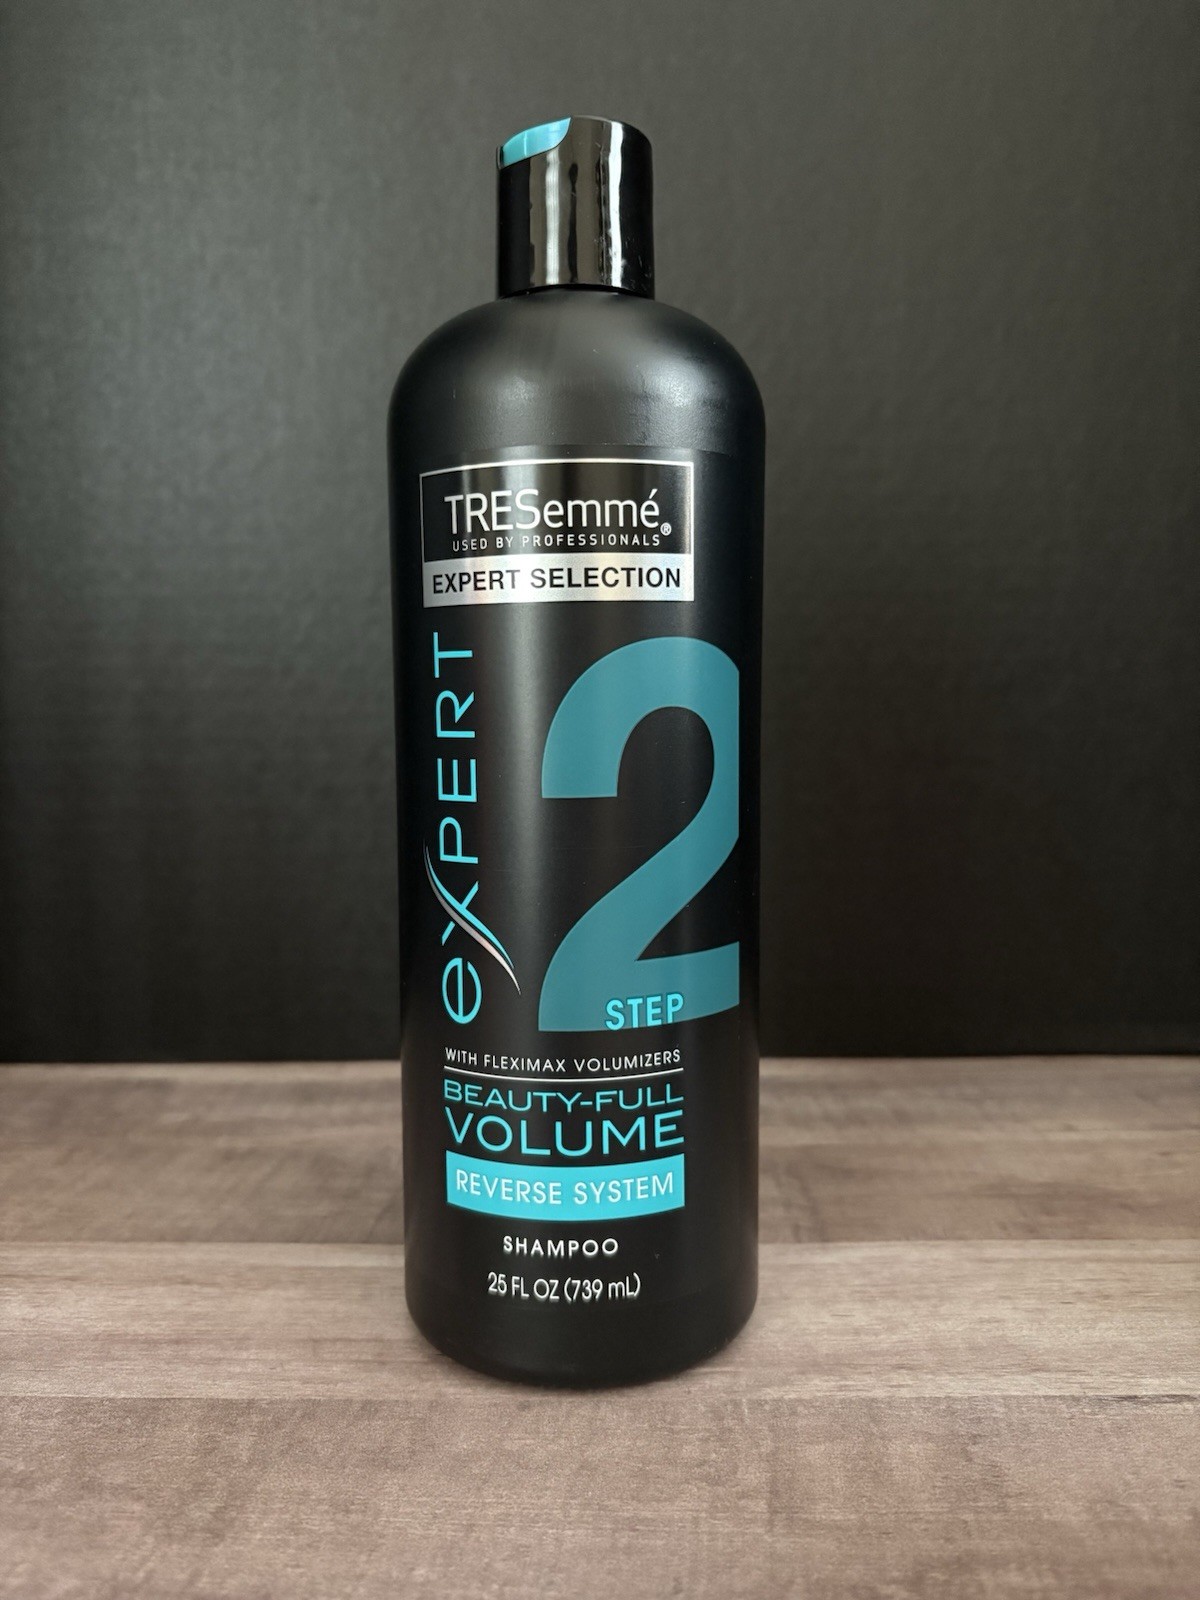 TRESemmé®
USED BY PROFESSIONALS
EXPERT SELECTION
eXPERT
2
STEP
WITH FLEXIMAX VOLUMIZERS
BEAUTY-FULL
VOLUME
REVERSE SYSTEM
SHAMPOO
25 FL OZ (739 mL)